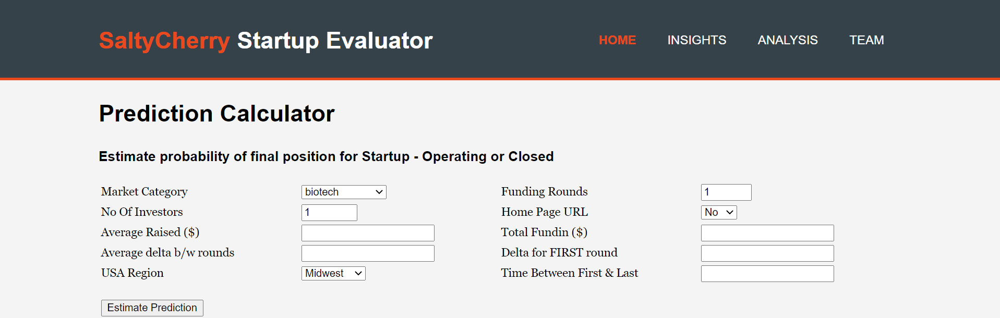 SaltyCherry Startup Evaluator
HOME INSIGHTS ANALYSIS TEAM
Prediction Calculator
Estimate probability of final position for Startup - Operating or Closed
Market Category biotech Funding Rounds 1
No Of Investors 1 Home Page URL No
Average Raised ($) Total Fundin ($)
Average delta b/w rounds Delta for FIRST round
USA Region Midwest Time Between First & Last
Estimate Prediction